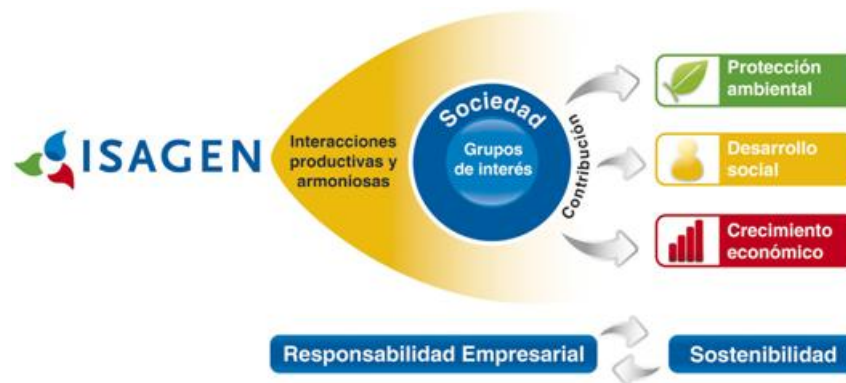 ISAGEN
Interacciones
productivas y
armoniosas
Sociedad
Grupos
de interés
Contribución
Protección
ambiental
Desarrollo
social
Crecimiento
económico
Responsabilidad Empresarial
Sostenibilidad